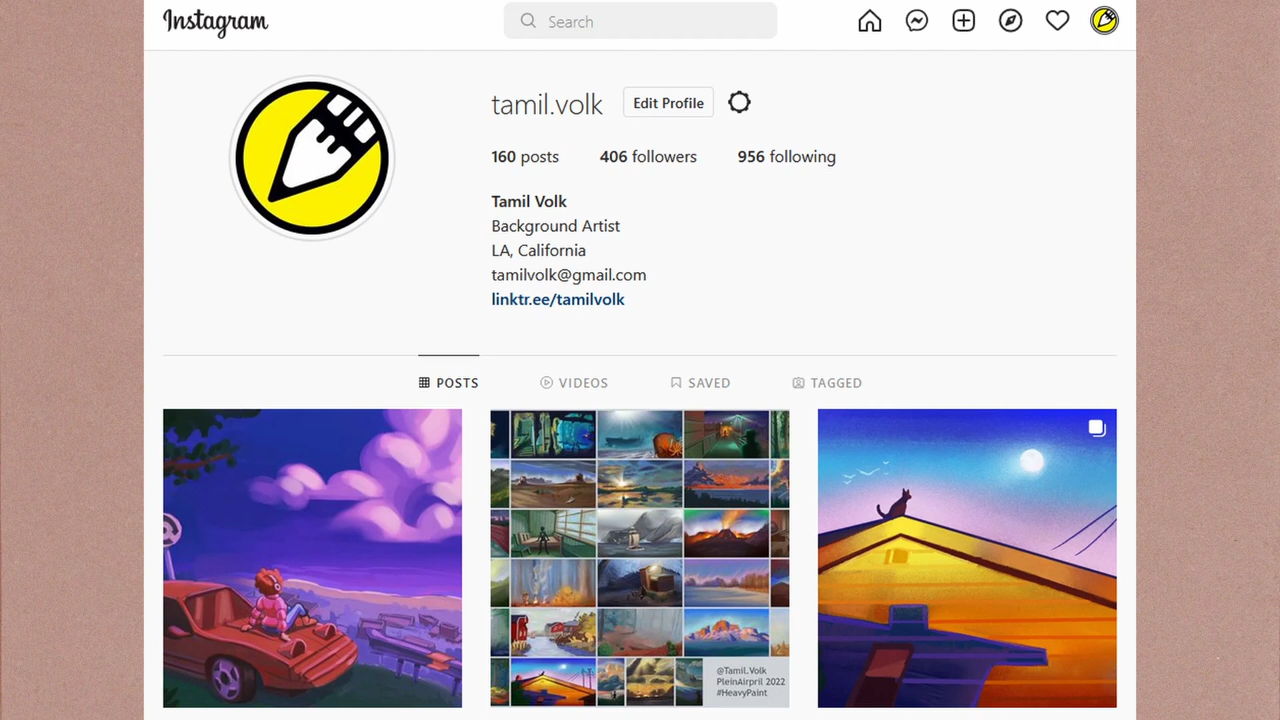 Instagram
Search
tamil.volk
Edit Profile
160 posts
406 followers
956 following
Tamil Volk
Background Artist
LA, California
tamilvolk@gmail.com
linktr.ee/tamilvolk
POSTS
VIDEOS
SAVED
TAGGED
@Tamil.Volk
PleinAirpril 2022
#HeavyPaint